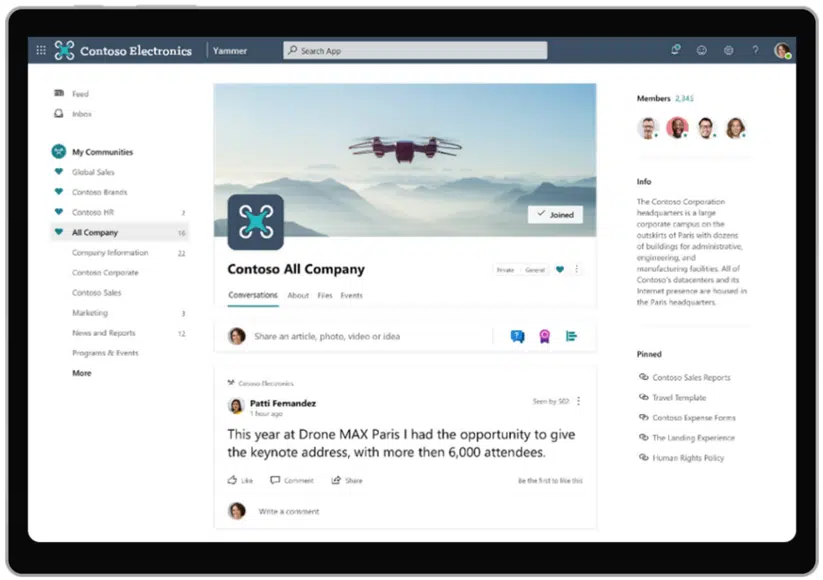 Contoso Electronics
Yammer
Search App
?
Feed
Inbox
My Communities
Global Sales
Contoso Brands
Contoso HR 2
All Company 16
Company Information 22
Contoso Corporate
Contoso Sales
Marketing 3
News and Reports 12
Programs & Events
More
Joined
Contoso All Company
Private General
Conversations About Files Events
Share an article, photo, video or idea
Contoso Electronics
Patti Fernandez
1 hour ago
Seen by 502
This year at Drone MAX Paris I had the opportunity to give
the keynote address, with more then 6,000 attendees.
Like Comment Share Be the first to like this
Write a comment
Members 2,341
Info
The Contoso Corporation
headquarters is a large
corporate campus on the
outskirts of Paris with dozens
of buildings for administrative,
engineering, and
manufacturing facilities. All of
Contoso's datacenters and its
Internet presence are housed in
the Paris headquarters.
Pinned
Contoso Sales Reports
Travel Template
Contoso Expense Forms
The Landing Experience
Human Rights Policy